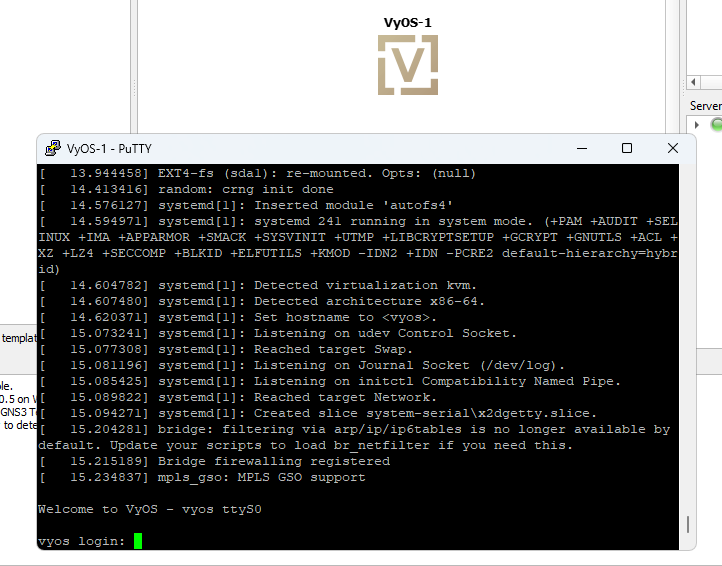 VyOS-1
V
Server
VyOS-1 - PuTTY
[   13.944458] EXT4-fs (sda1): re-mounted. Opts: (null)
[   14.413416] random: crng init done
[   14.576127] systemd[1]: Inserted module 'autofs4'
[   14.594971] systemd[1]: systemd 241 running in system mode. (+PAM +AUDIT +SEL
INUX +IMA +APPARMOR +SMACK +SYSVINIT +UTMP +LIBCRYPTSETUP +GCRYPT +GNUTLS +ACL +
XZ +LZ4 +SECCOMP +BLKID +ELFUTILS +KMOD -IDN2 +IDN -PCRE2 default-hierarchy=hybr
id)
[   14.604782] systemd[1]: Detected virtualization kvm.
[   14.607480] systemd[1]: Detected architecture x86-64.
[   14.620371] systemd[1]: Set hostname to <vyos>.
[   15.073241] systemd[1]: Listening on udev Control Socket.
[   15.077308] systemd[1]: Reached target Swap.
[   15.081196] systemd[1]: Listening on Journal Socket (/dev/log).
[   15.085425] systemd[1]: Listening on initctl Compatibility Named Pipe.
[   15.089822] systemd[1]: Reached target Network.
[   15.094271] systemd[1]: Created slice system-serial\x2dgetty.slice.
[   15.204281] bridge: filtering via arp/ip/ip6tables is no longer available by
default. Update your scripts to load br_netfilter if you need this.
[   15.215189] Bridge firewalling registered
[   15.234837] mpls_gso: MPLS GSO support
Welcome to VyOS - vyos ttyS0
vyos login:
templat
ole.
0.5 on W
GNS3 T
to dete